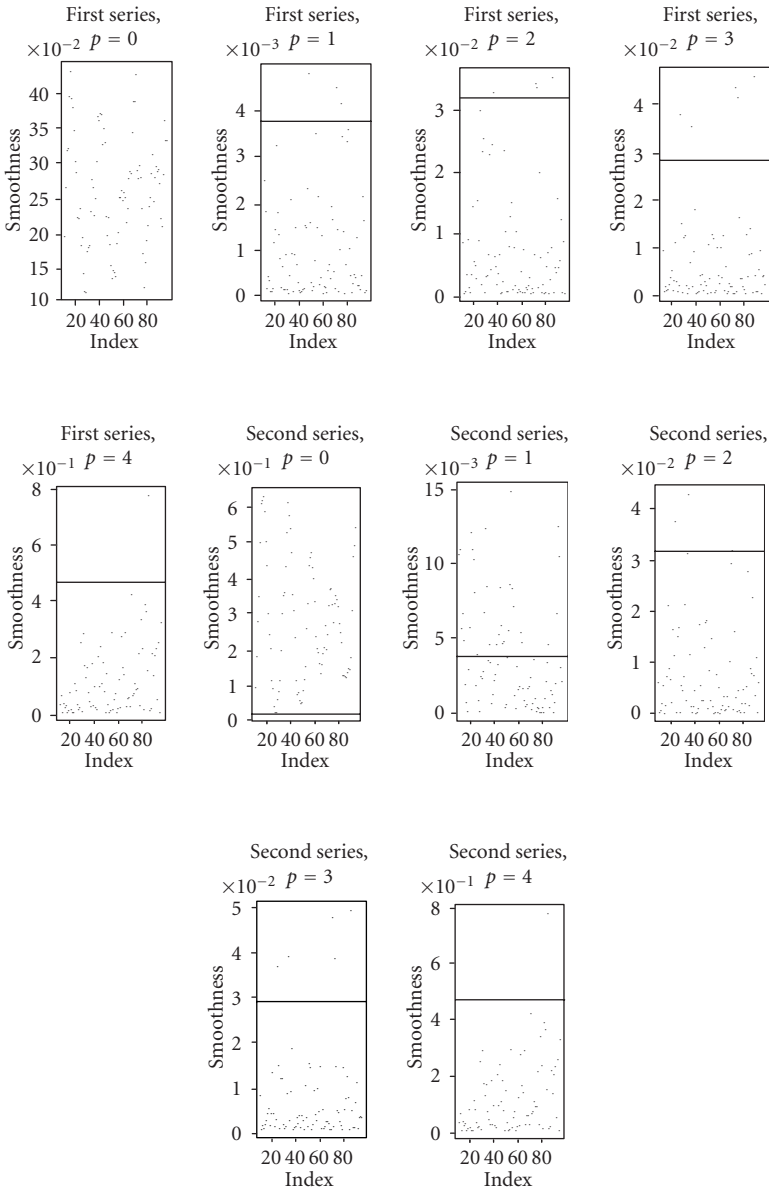 First series,
p = 0
×10⁻²
Smoothness
40
35
30
25
20
15
10
20 40 60 80
Index
First series,
p = 1
×10⁻³
Smoothness
4
3
2
1
0
20 40 60 80
Index
First series,
p = 2
×10⁻²
Smoothness
3
2
1
0
20 40 60 80
Index
First series,
p = 3
×10⁻²
Smoothness
4
3
2
1
0
20 40 60 80
Index
First series,
p = 4
×10⁻¹
Smoothness
8
6
4
2
0
20 40 60 80
Index
Second series,
p = 0
×10⁻¹
Smoothness
6
5
4
3
2
1
0
20 40 60 80
Index
Second series,
p = 1
×10⁻³
Smoothness
15
10
5
0
20 40 60 80
Index
Second series,
p = 2
×10⁻²
Smoothness
4
3
2
1
0
20 40 60 80
Index
Second series,
p = 3
×10⁻²
Smoothness
5
4
3
2
1
0
20 40 60 80
Index
Second series,
p = 4
×10⁻¹
Smoothness
8
6
4
2
0
20 40 60 80
Index